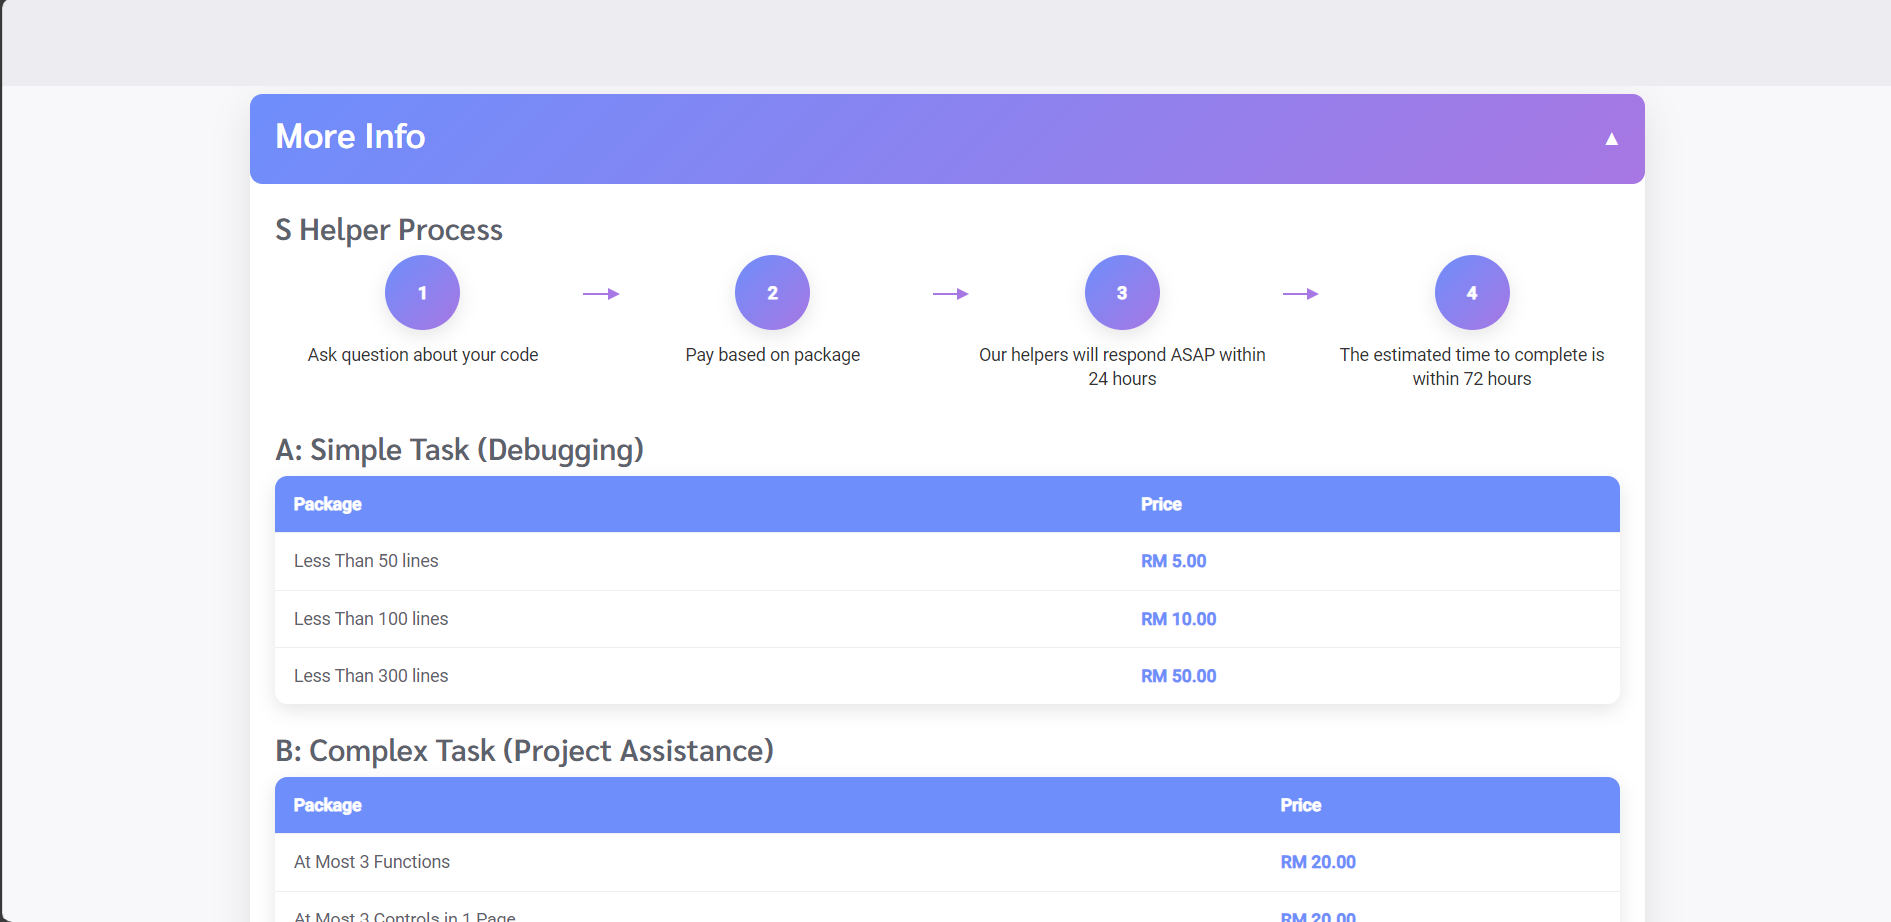 More Info
▲
S Helper Process
1
2
3
4
Ask question about your code
Pay based on package
Our helpers will respond ASAP within
24 hours
The estimated time to complete is
within 72 hours
A: Simple Task (Debugging)
Package Price
Less Than 50 lines RM 5.00
Less Than 100 lines RM 10.00
Less Than 300 lines RM 50.00
B: Complex Task (Project Assistance)
Package Price
At Most 3 Functions RM 20.00
At Most 3 Controls in 1 Page RM 20.00